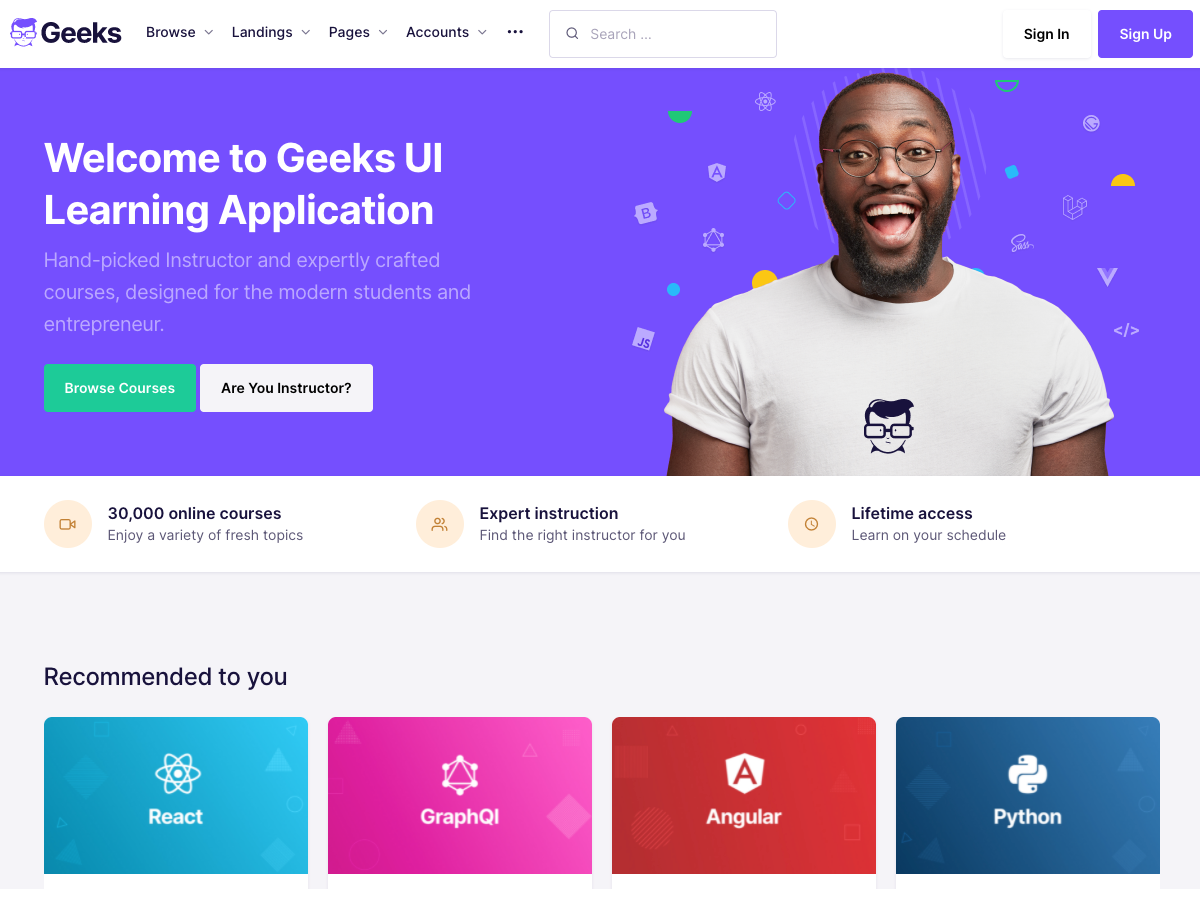 Geeks
Browse
Landings
Pages
Accounts
Search ...
Sign In
Sign Up
Welcome to Geeks UI
Learning Application
Hand-picked Instructor and expertly crafted
courses, designed for the modern students and
entrepreneur.
Browse Courses
Are You Instructor?
B
A
JS
Sass
</>
30,000 online courses
Enjoy a variety of fresh topics
Expert instruction
Find the right instructor for you
Lifetime access
Learn on your schedule
Recommended to you
React
GraphQl
Angular
Python